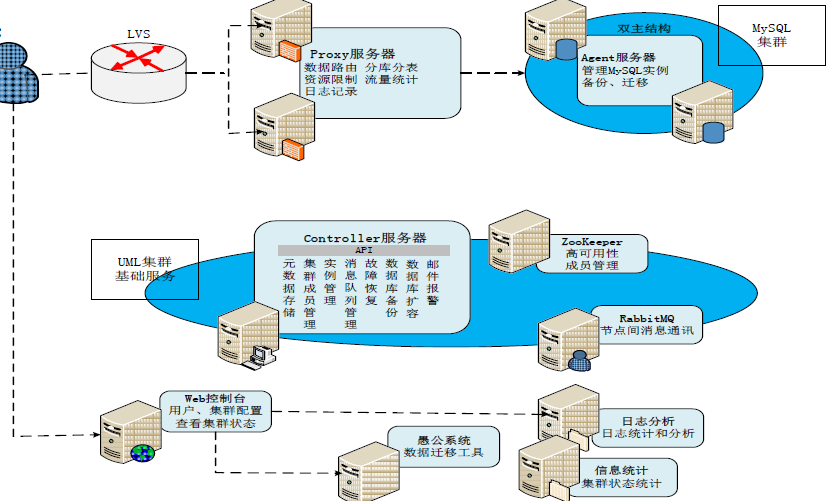 LVS
Proxy服务器
数据路由 分库分表
资源限制 流量统计
日志记录
双主结构
Agent服务器
管理MySQL实例
备份、迁移
MySQL
集群
UML集群
基础服务
Controller服务器
API
元数据存储
集群成员管理
实例管理
消息队列管理
故障恢复
数据库备份
数据库扩容
邮件报警
ZooKeeper
高可用性
成员管理
RabbitMQ
节点间消息通讯
Web控制台
用户、集群配置
查看集群状态
愚公系统
数据迁移工具
日志分析
日志统计和分析
信息统计
集群状态统计